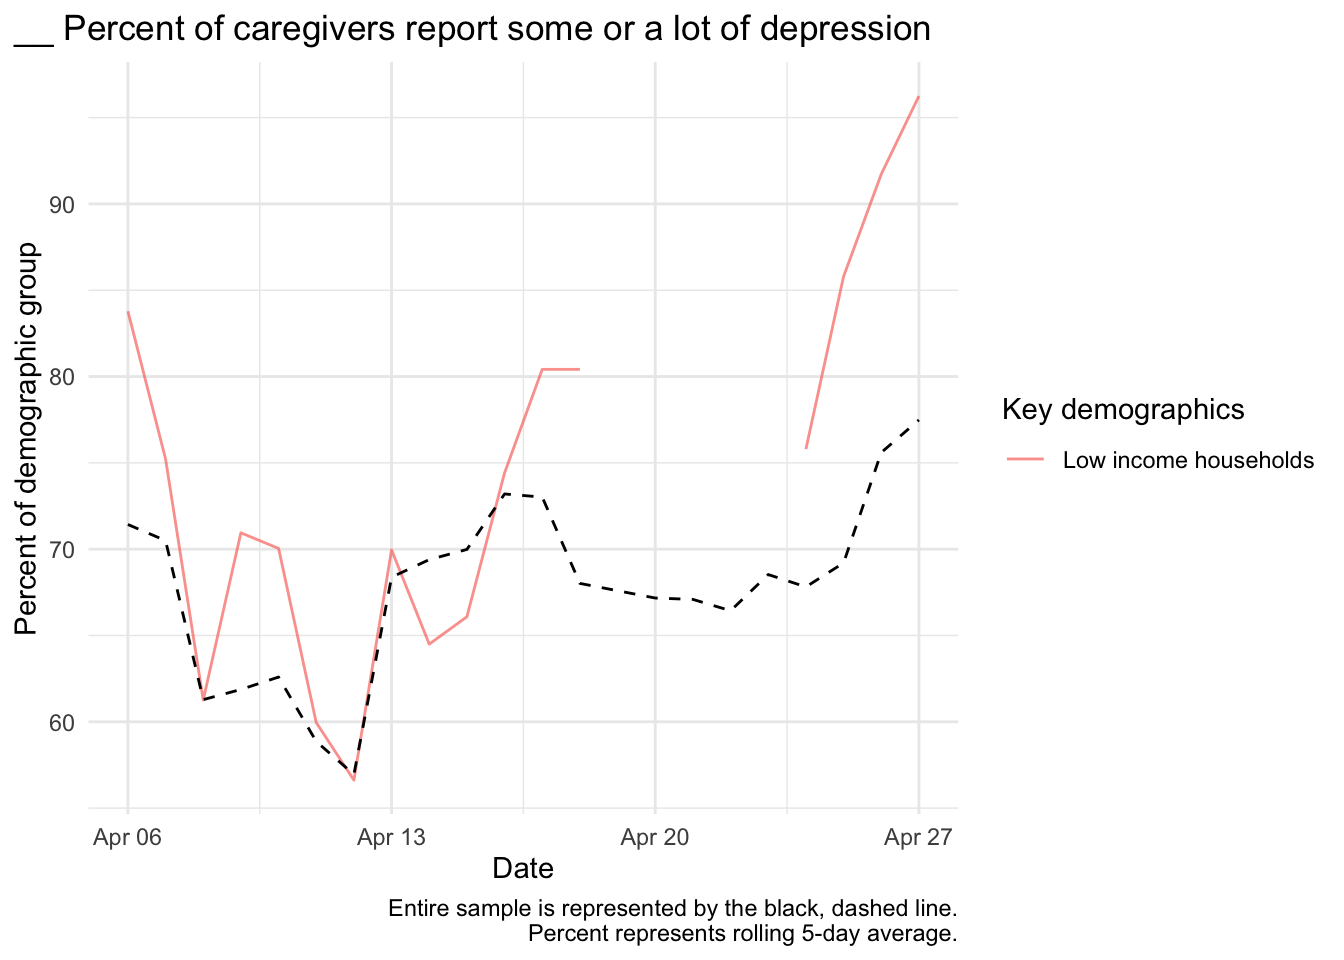 __ Percent of caregivers report some or a lot of depression
Percent of demographic group
90
80
70
60
Apr 06
Apr 13
Apr 20
Apr 27
Date
Key demographics
Low income households
Entire sample is represented by the black, dashed line.
Percent represents rolling 5-day average.